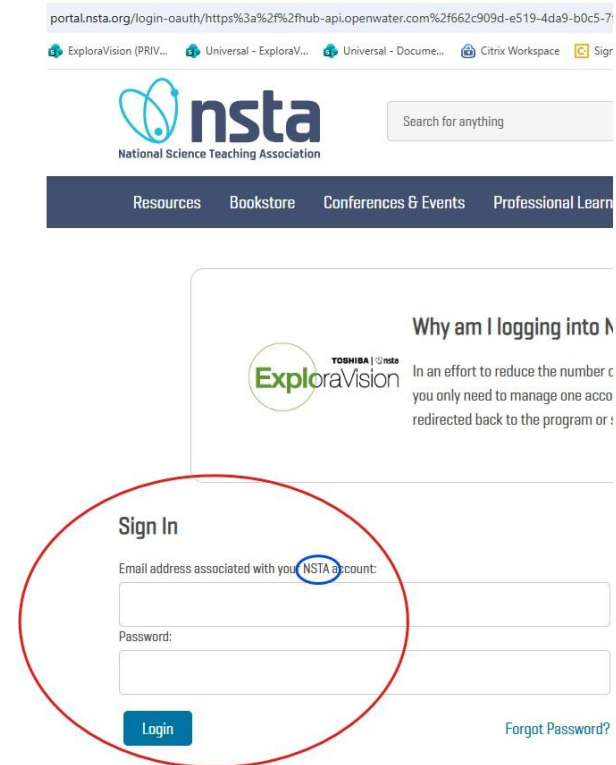 portal.nsta.org/login-oauth/https%3a%2f%2fhub-api.openwater.com%2f662c909d-e519-4da9-b0c5-7
ExploraVision (PRIV... Universal - ExploraV... Universal - Docume... Citrix Workspace Sign
nsta
National Science Teaching Association
Search for anything
Resources Bookstore Conferences & Events Professional Learn
Why am I logging into N
TOSHIBA | nsta
ExploraVision
In an effort to reduce the number o
you only need to manage one acco
redirected back to the program or s
Sign In
Email address associated with your NSTA account:
Password:
Login Forgot Password?